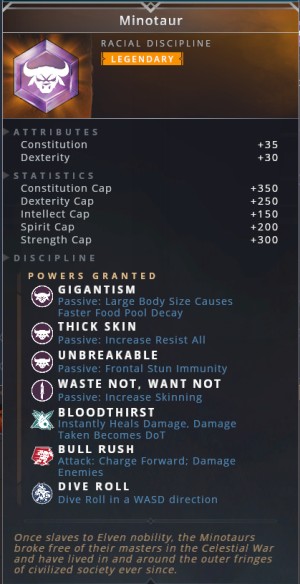 Minotaur
RACIAL DISCIPLINE
LEGENDARY
ATTRIBUTES
Constitution +35
Dexterity +30
STATISTICS
Constitution Cap +350
Dexterity Cap +250
Intellect Cap +150
Spirit Cap +200
Strength Cap +300
DISCIPLINE
POWERS GRANTED
GIGANTISM
Passive: Large Body Size Causes
Faster Food Pool Decay
THICK SKIN
Passive: Increase Resist All
UNBREAKABLE
Passive: Frontal Stun Immunity
WASTE NOT, WANT NOT
Passive: Increase Skinning
BLOODTHIRST
Instantly Heals Damage, Damage
Taken Becomes DoT
BULL RUSH
Attack: Charge Forward; Damage
Enemies
DIVE ROLL
Dive Roll in a WASD direction
Once slaves to Elven nobility, the Minotaurs
broke free of their masters in the Celestial War
and have lived in and around the outer fringes
of civilized society ever since.